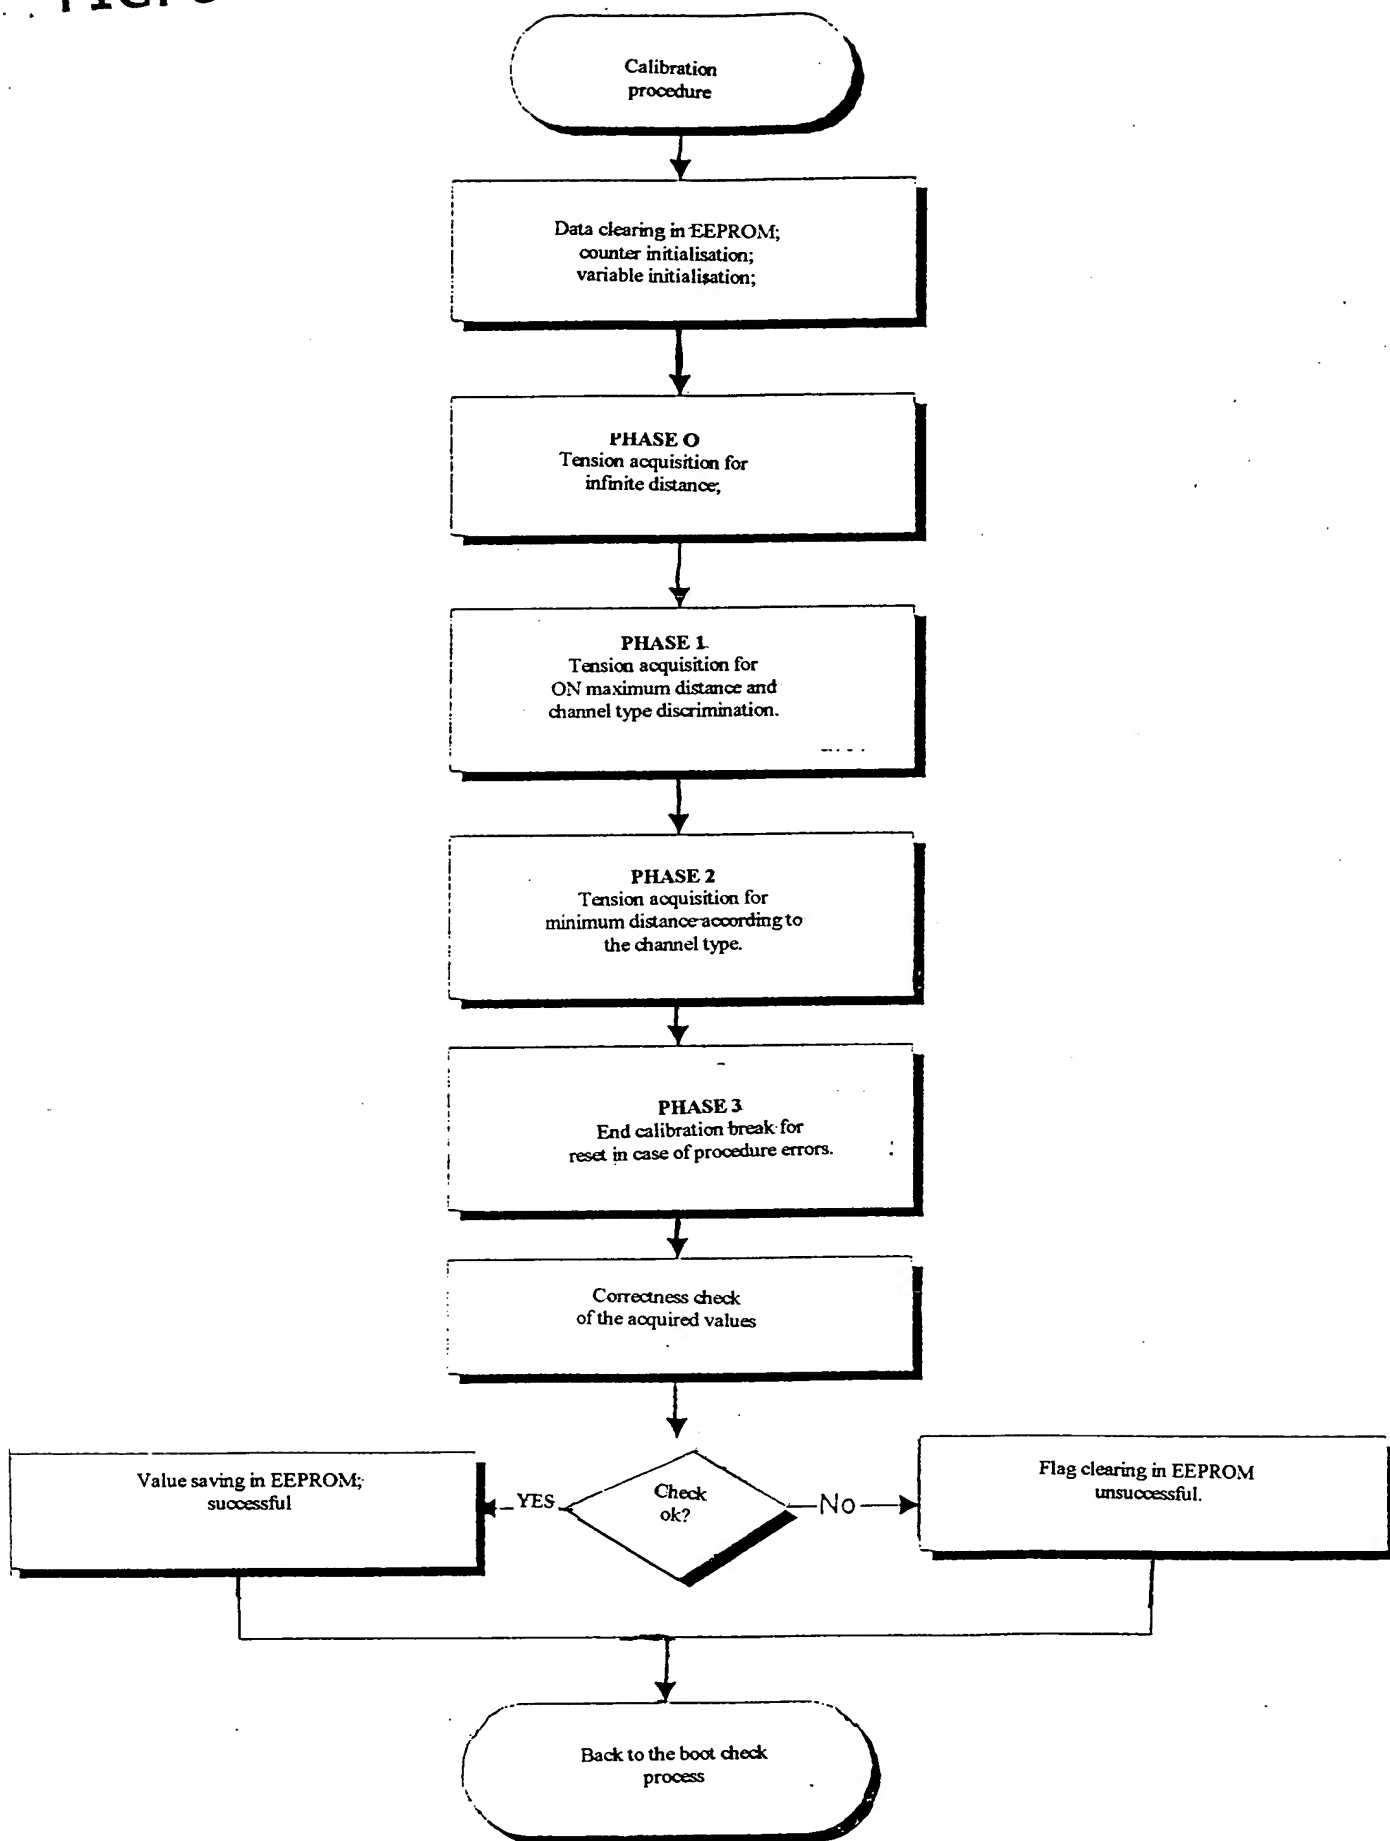 Calibration
procedure
Data clearing in EEPROM;
counter initialisation;
variable initialisation;
PHASE O
Tension acquisition for
infinite distance;
PHASE 1
Tension acquisition for
ON maximum distance and
channel type discrimination.
PHASE 2
Tension acquisition for
minimum distance according to
the channel type.
PHASE 3
End calibration break for
reset in case of procedure errors.
Correctness check
of the acquired values
Value saving in EEPROM;
successful
YES
Check
ok?
No
Flag clearing in EEPROM
unsuccessful.
Back to the boot check
process